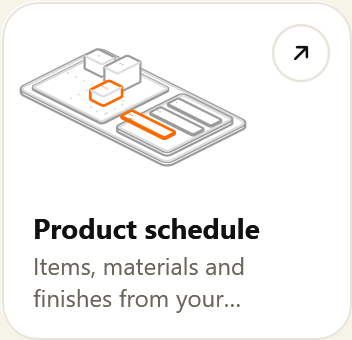 Product schedule
Items, materials and
finishes from your...